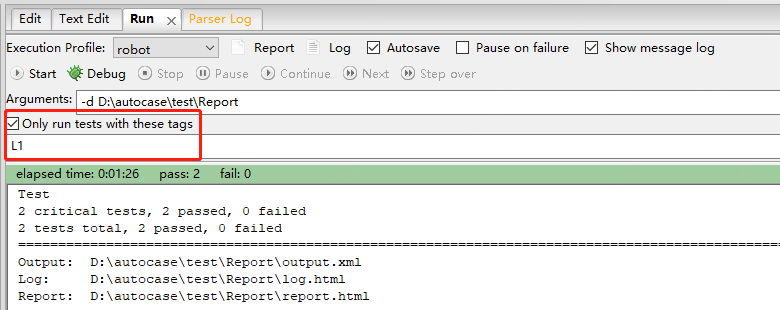 Edit Text Edit Run Parser Log
Execution Profile: robot Report Log Autosave Pause on failure Show message log
Start Debug Stop Pause Continue Next Step over
Arguments: -d D:\autocase\test\Report
Only run tests with these tags
L1
elapsed time: 0:01:26 pass: 2 fail: 0
Test
2 critical tests, 2 passed, 0 failed
2 tests total, 2 passed, 0 failed
==============================================================================
Output: D:\autocase\test\Report\output.xml
Log: D:\autocase\test\Report\log.html
Report: D:\autocase\test\Report\report.html